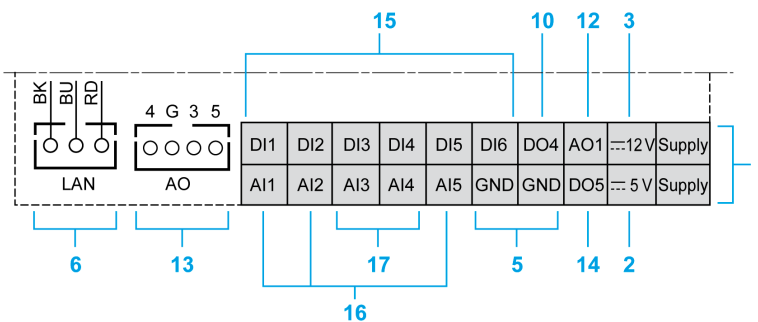 15 10 12 3
BK BU RD
4 G 3 5
DI1 DI2 DI3 DI4 DI5 DI6 DO4 AO1 ⎓12 V Supply
LAN AO AI1 AI2 AI3 AI4 AI5 GND GND DO5 ⎓ 5 V Supply
6 13 17 5 14 2
16